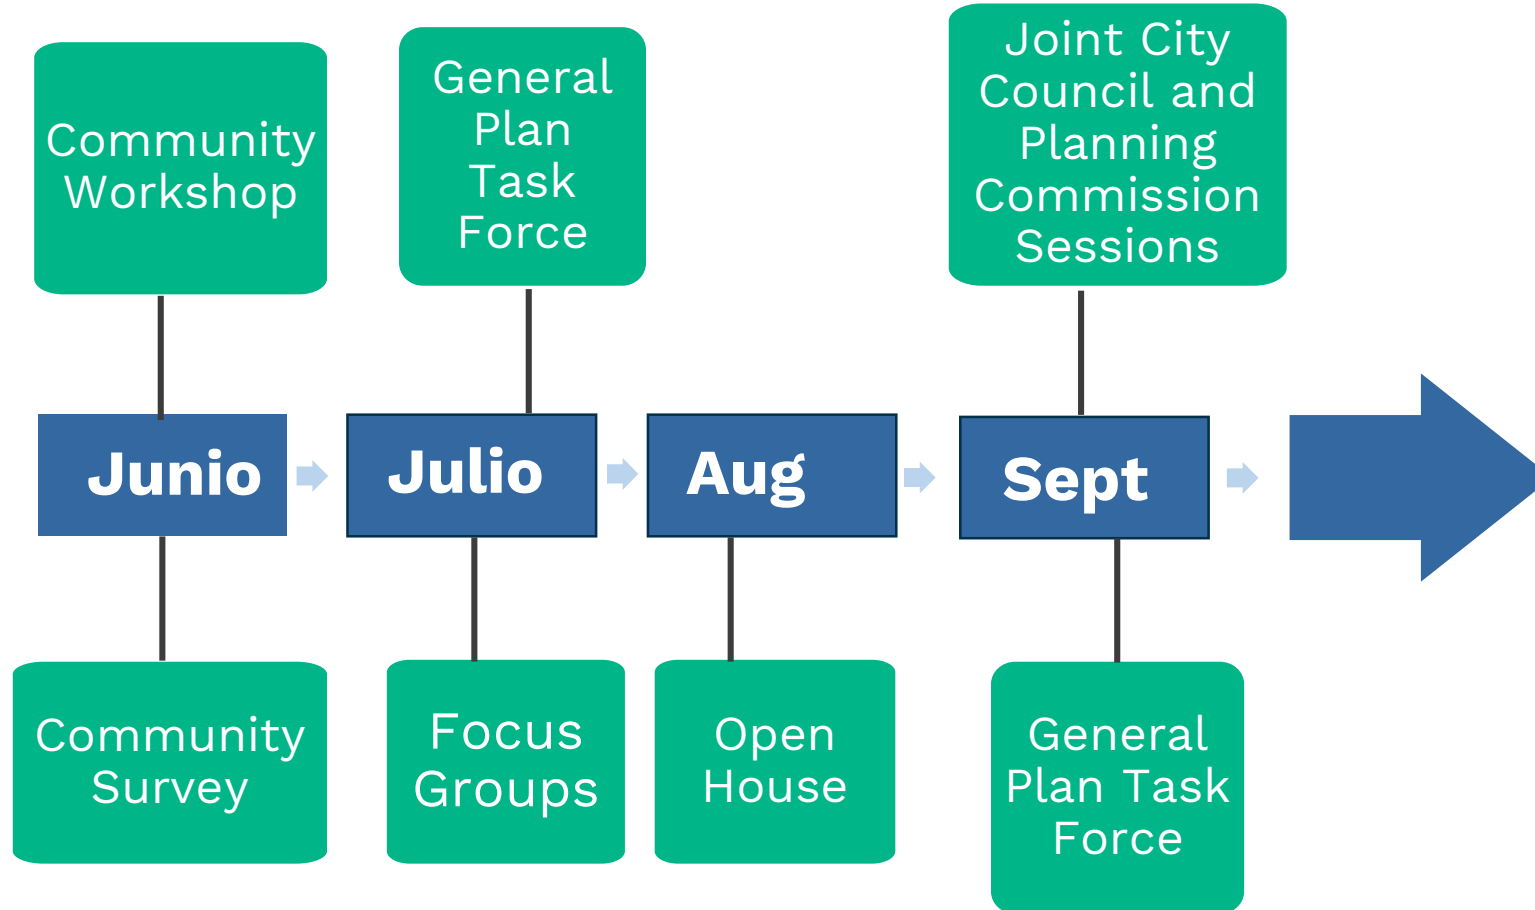 Community
Workshop
General
Plan
Task
Force
Joint City
Council and
Planning
Commission
Sessions
Junio
Julio
Aug
Sept
Community
Survey
Focus
Groups
Open
House
General
Plan Task
Force